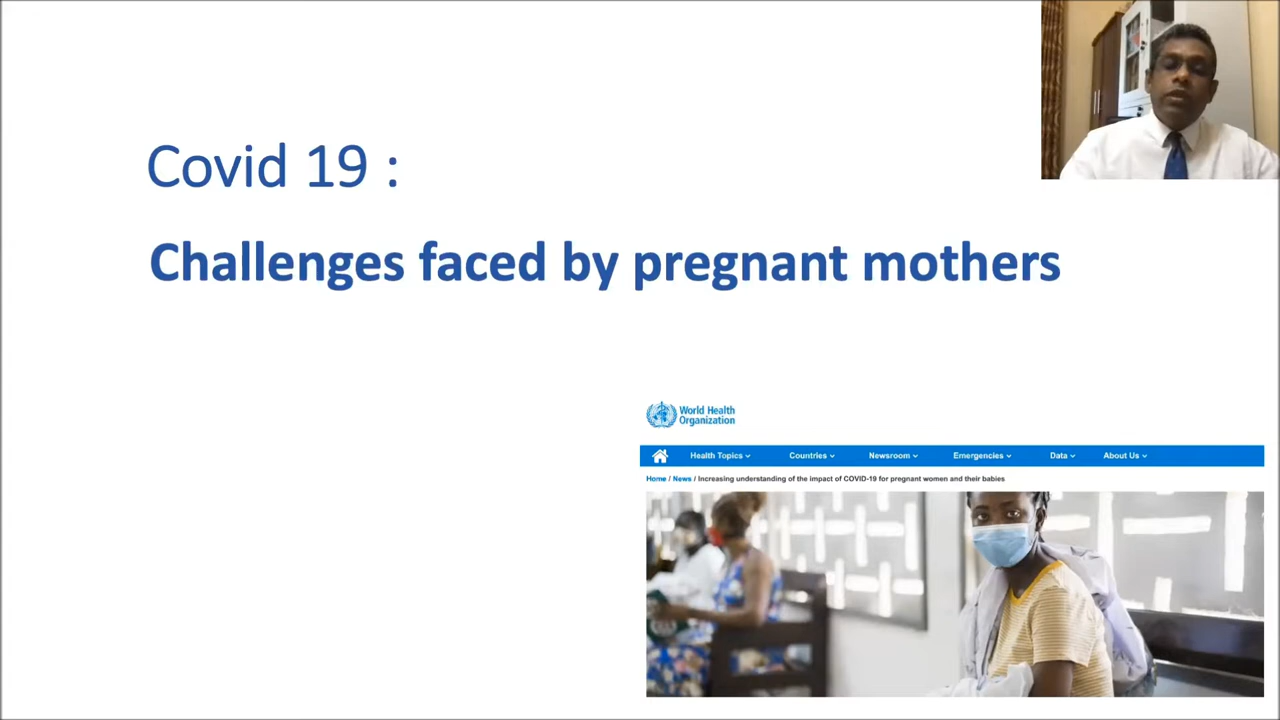 Covid 19 :
Challenges faced by pregnant mothers
World Health
Organization
Health Topics Countries Newsroom Emergencies Data About Us
Home / News / Increasing understanding of the impact of COVID-19 for pregnant women and their babies